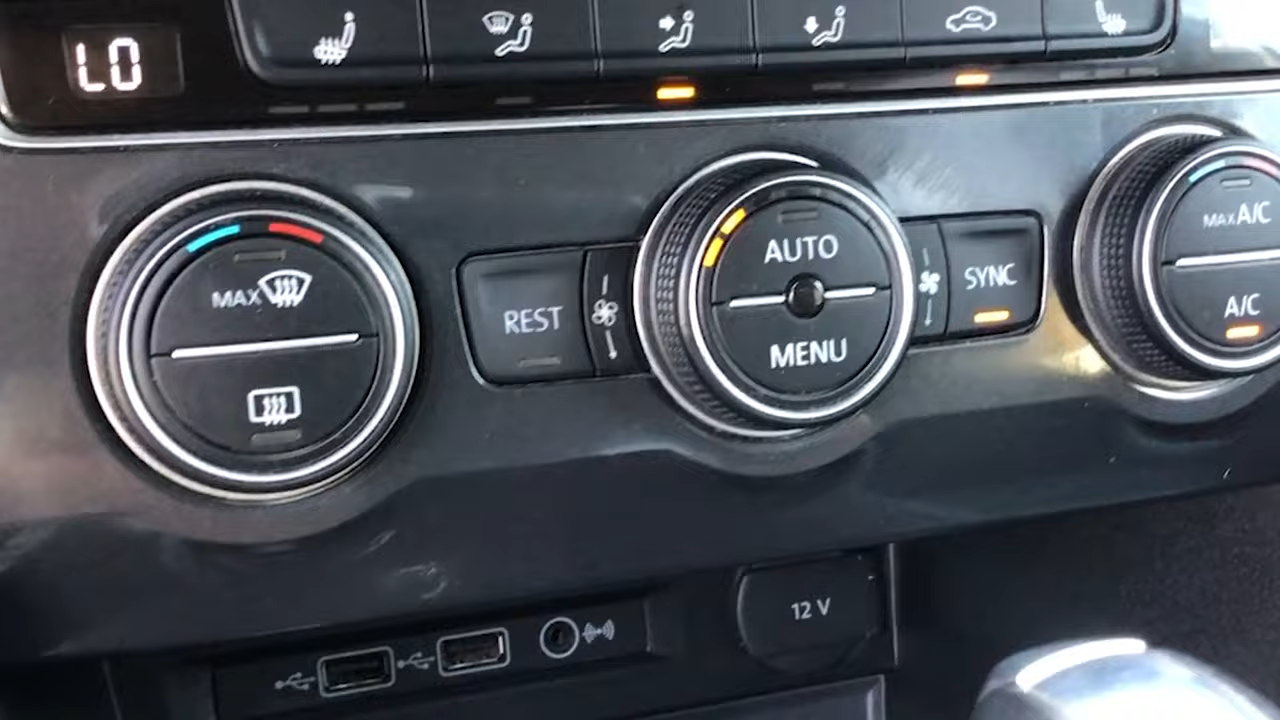 LO
MAX
REST
AUTO
MENU
SYNC
MAX A/C
A/C
12 V